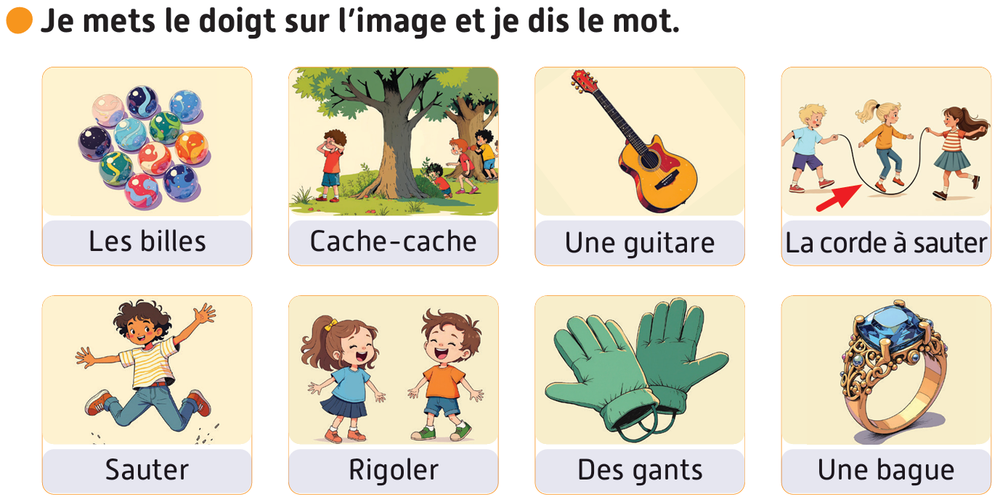 Je mets le doigt sur l'image et je dis le mot.
Les billes
Cache-cache
Une guitare
La corde à sauter
Sauter
Rigoler
Des gants
Une bague